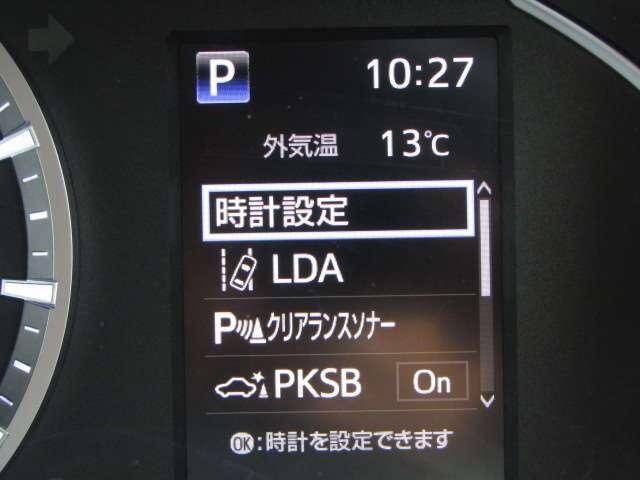 P 10:27
外気温 13℃
時計設定
LDA
P クリアランスソナー
PKSB On
OK:時計を設定できます